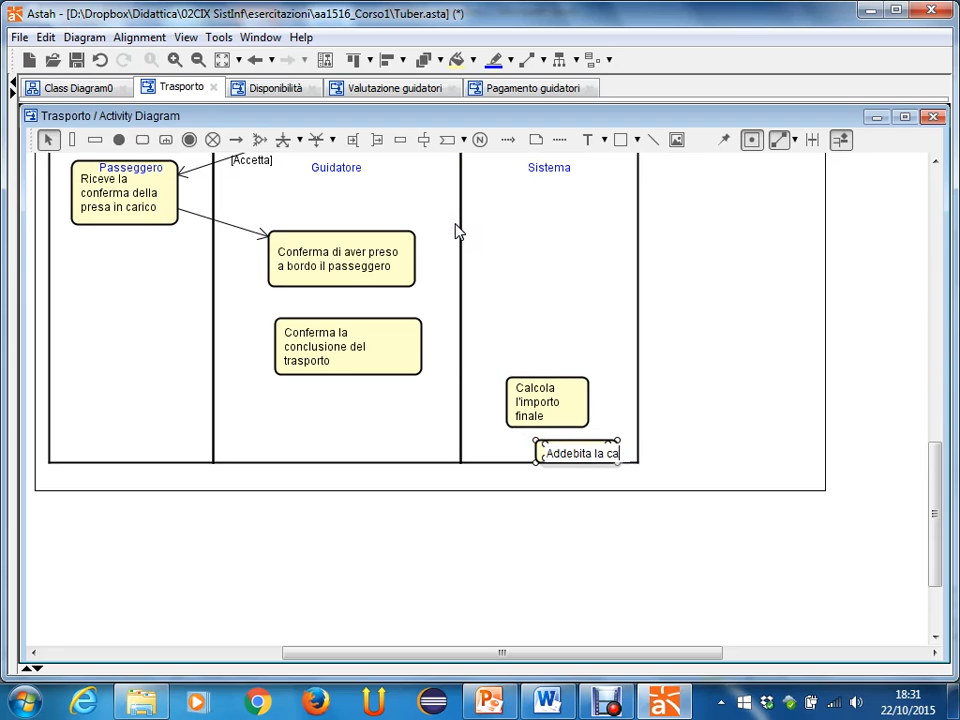 Astah - [D:\Dropbox\Didattica\02CIX SistInf\esercitazioni\aa1516_Corso1\Tuber.asta] (*)
File Edit Diagram Alignment View Tools Window Help
Class Diagram0 Trasporto Disponibilità Valutazione guidatori Pagamento guidatori
Trasporto / Activity Diagram
[Accetta]
Passeggero Guidatore Sistema
Riceve la
conferma della
presa in carico
Conferma di aver preso
a bordo il passeggero
Conferma la
conclusione del
trasporto
Calcola
l'importo
finale
Addebita la ca
18:31
22/10/2015